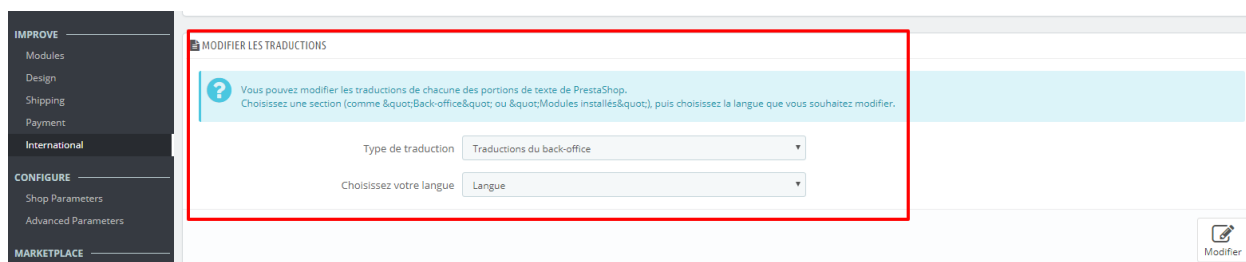 IMPROVE
Modules
Design
Shipping
Payment
International
CONFIGURE
Shop Parameters
Advanced Parameters
MARKETPLACE
MODIFIER LES TRADUCTIONS
Vous pouvez modifier les traductions de chacune des portions de texte de PrestaShop.
Choisissez une section (comme &quot;Back-office&quot; ou &quot;Modules installés&quot;), puis choisissez la langue que vous souhaitez modifier.
Type de traduction Traductions du back-office
Choisissez votre langue Langue
Modifier